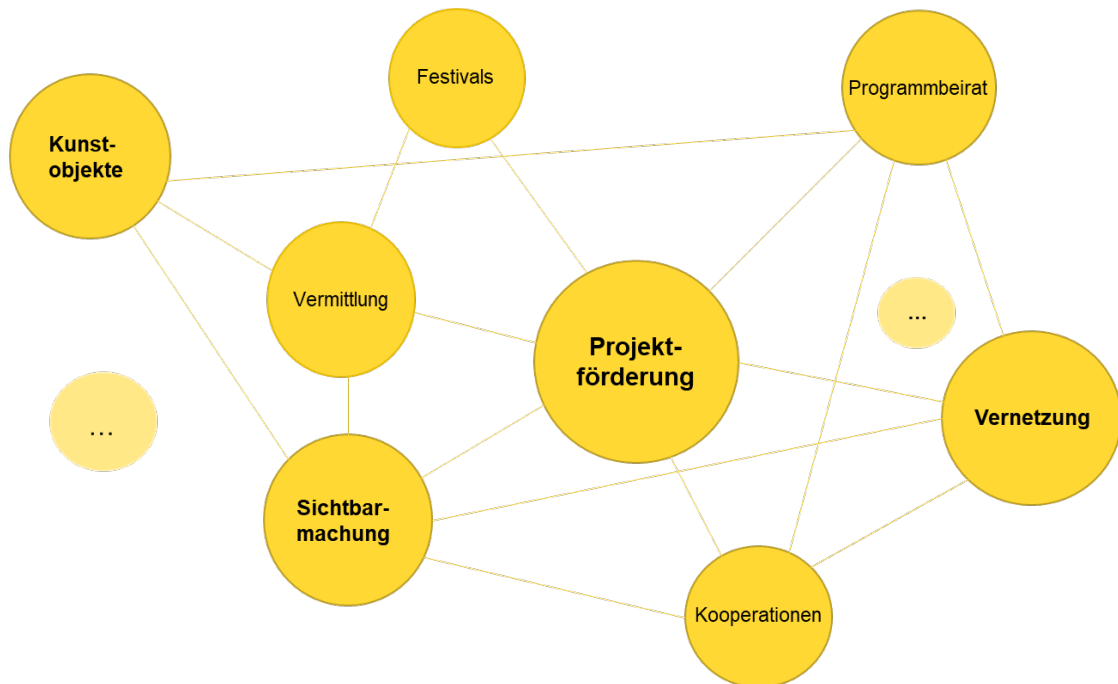 Festivals
Programmbeirat
Kunst-
objekte
Vermittlung
...
Projekt-
förderung
Vernetzung
...
Sichtbar-
machung
Kooperationen